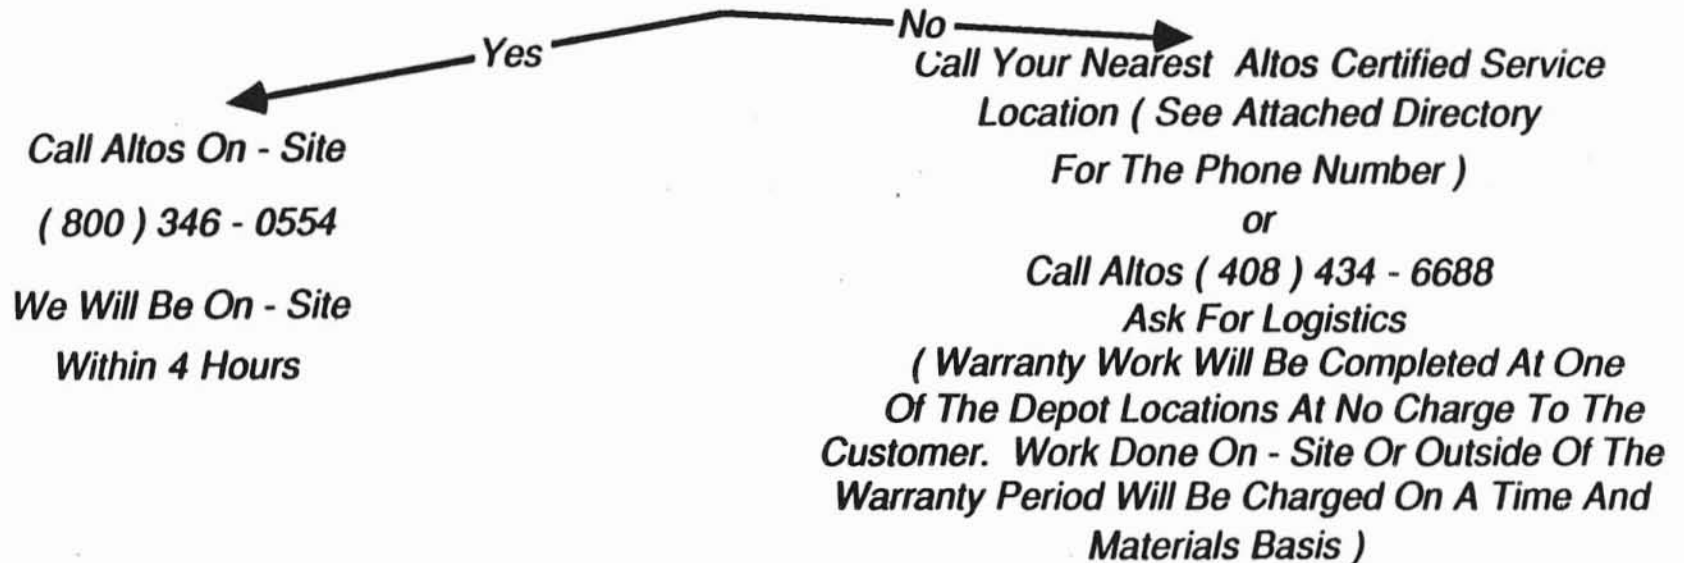 Yes
No
Call Altos On - Site
( 800 ) 346 - 0554
We Will Be On - Site
Within 4 Hours
Call Your Nearest Altos Certified Service
Location ( See Attached Directory
For The Phone Number )
or
Call Altos ( 408 ) 434 - 6688
Ask For Logistics
( Warranty Work Will Be Completed At One
Of The Depot Locations At No Charge To The
Customer. Work Done On - Site Or Outside Of The
Warranty Period Will Be Charged On A Time And
Materials Basis )